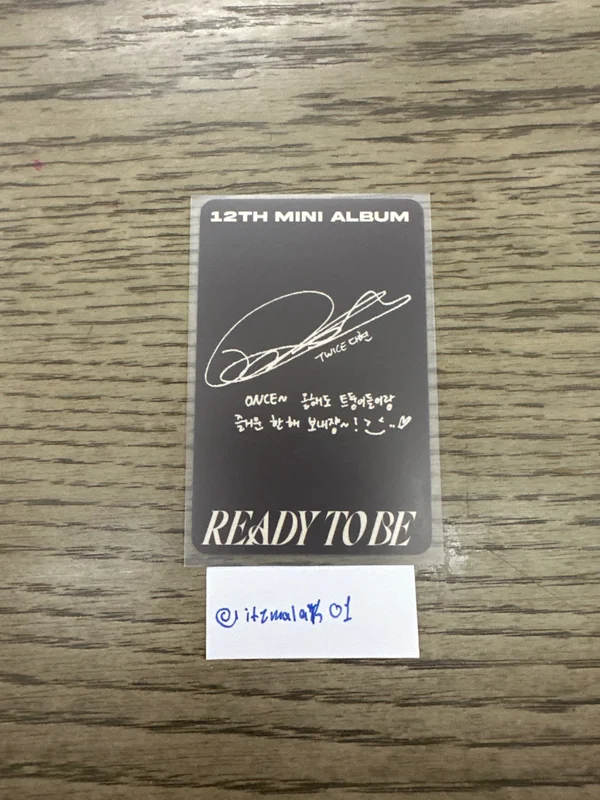 12TH MINI ALBUM
TWICE 다현
ONCE~ 올해도 트둥이들이랑
즐거운 한 해 보내장~!
READY TO BE